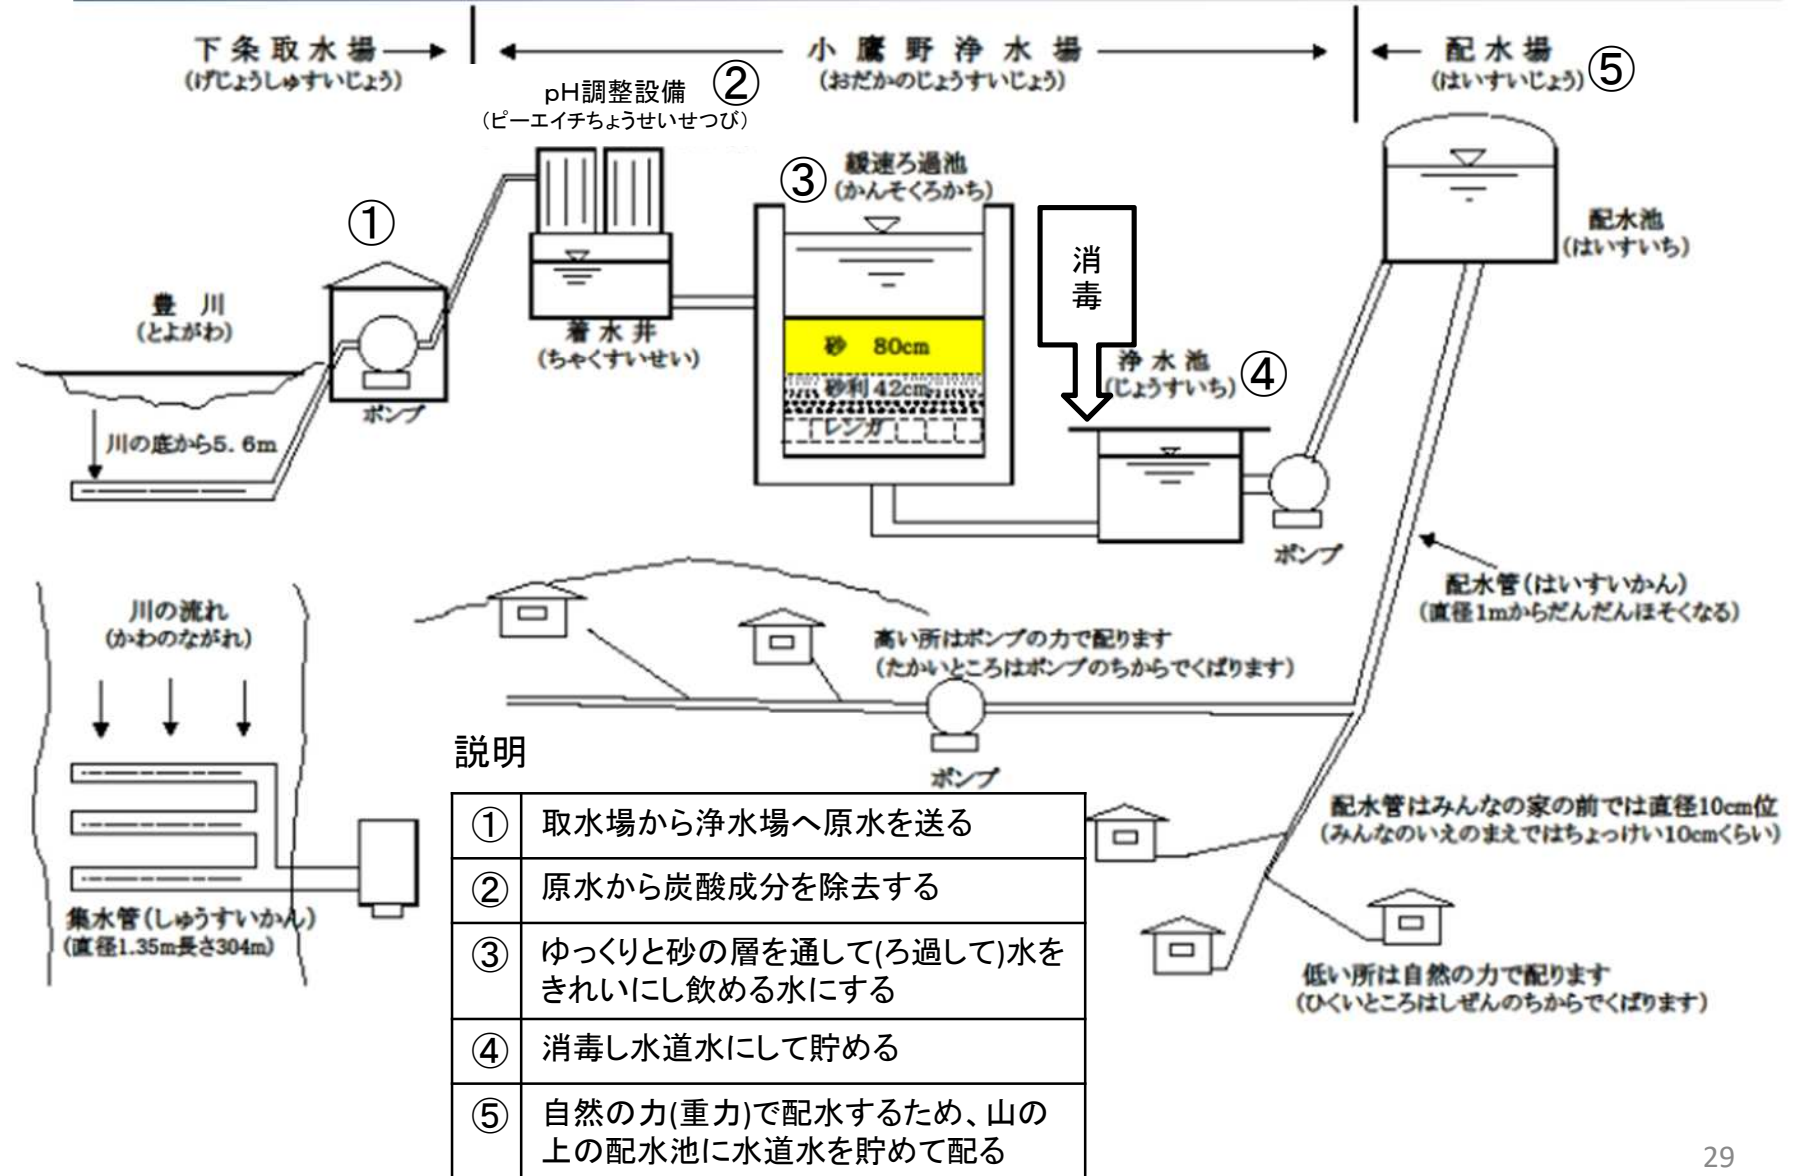 下条取水場
(げじょうしゅすいじょう)
小鷹野浄水場
(おだかのじょうすいじょう)
配水場
(はいすいじょう)
⑤
pH調整設備
(ピーエイチちょうせいせつび)
②
③
緩速ろ過池
(かんそくろかち)
①
消毒
配水池
(はいすいち)
豊川
(とよがわ)
着水井
(ちゃくすいせい)
砂 80cm
砂利 42cm
レンガ
浄水池
(じょうすいち)
④
ポンプ
川の底から5.6m
ポンプ
配水管(はいすいかん)
(直径1mからだんだんほそくなる)
川の流れ
(かわのながれ)
高い所はポンプの力で配ります
(たかいところはポンプのちからでくばります)
ポンプ
集水管(しゅうすいかん)
(直径1.35m長さ304m)
配水管はみんなの家の前では直径10cm位
(みんなのいえのまえではちょっけい10cmくらい)
低い所は自然の力で配ります
(ひくいところはしぜんのちからでくばります)
説明
① 取水場から浄水場へ原水を送る
② 原水から炭酸成分を除去する
③ ゆっくりと砂の層を通して(ろ過して)水を
きれいにし飲める水にする
④ 消毒し水道水にして貯める
⑤ 自然の力(重力)で配水するため、山の
上の配水池に水道水を貯めて配る
29